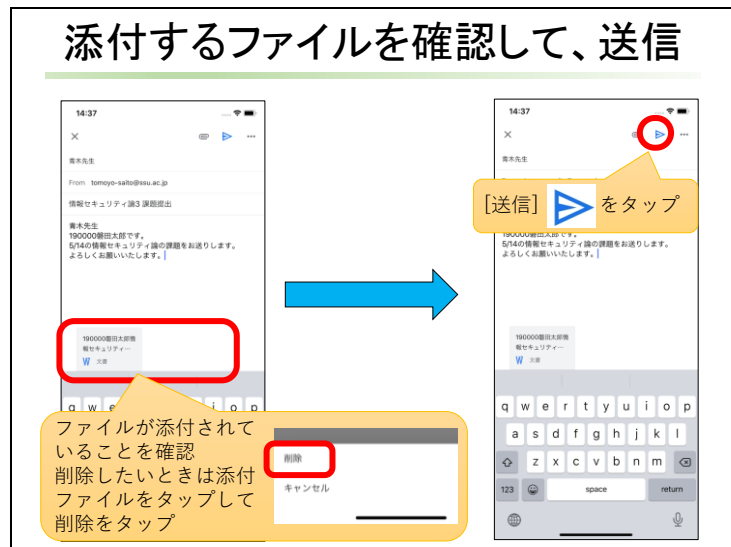 添付するファイルを確認して、送信
14:37
青木先生
From tomoyo-saito@ssu.ac.jp
情報セキュリティ論3 課題提出
青木先生
190000磐田太郎です。
5/14の情報セキュリティ論の課題をお送りします。
よろしくお願いいたします。
190000磐田太郎情
報セキュリティ…
W 文書
ファイルが添付されて
いることを確認
削除したいときは添付
ファイルをタップして
削除をタップ
削除
キャンセル
14:37
青木先生
[送信] をタップ
190000磐田太郎です。
5/14の情報セキュリティ論の課題をお送りします。
よろしくお願いいたします。
190000磐田太郎情
報セキュリティ…
W 文書
q w e r t y u i o p
a s d f g h j k l
z x c v b n m
123 space return